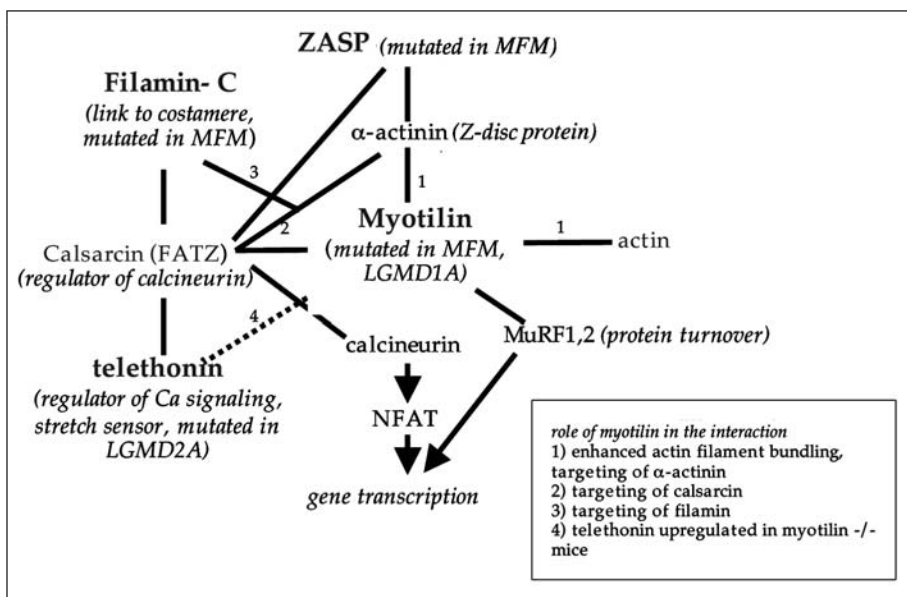 ZASP (mutated in MFM)
Filamin- C
(link to costamere,
mutated in MFM)
α-actinin (Z-disc protein)
3
1
2
Myotilin
(mutated in MFM,
LGMD1A)
1
actin
Calsarcin (FATZ)
(regulator of calcineurin)
4
MuRF1,2 (protein turnover)
calcineurin
telethonin
(regulator of Ca signaling,
stretch sensor, mutated in
LGMD2A)
NFAT
gene transcription
role of myotilin in the interaction
1) enhanced actin filament bundling,
targeting of α-actinin
2) targeting of calsarcin
3) targeting of filamin
4) telethonin upregulated in myotilin -/-
mice